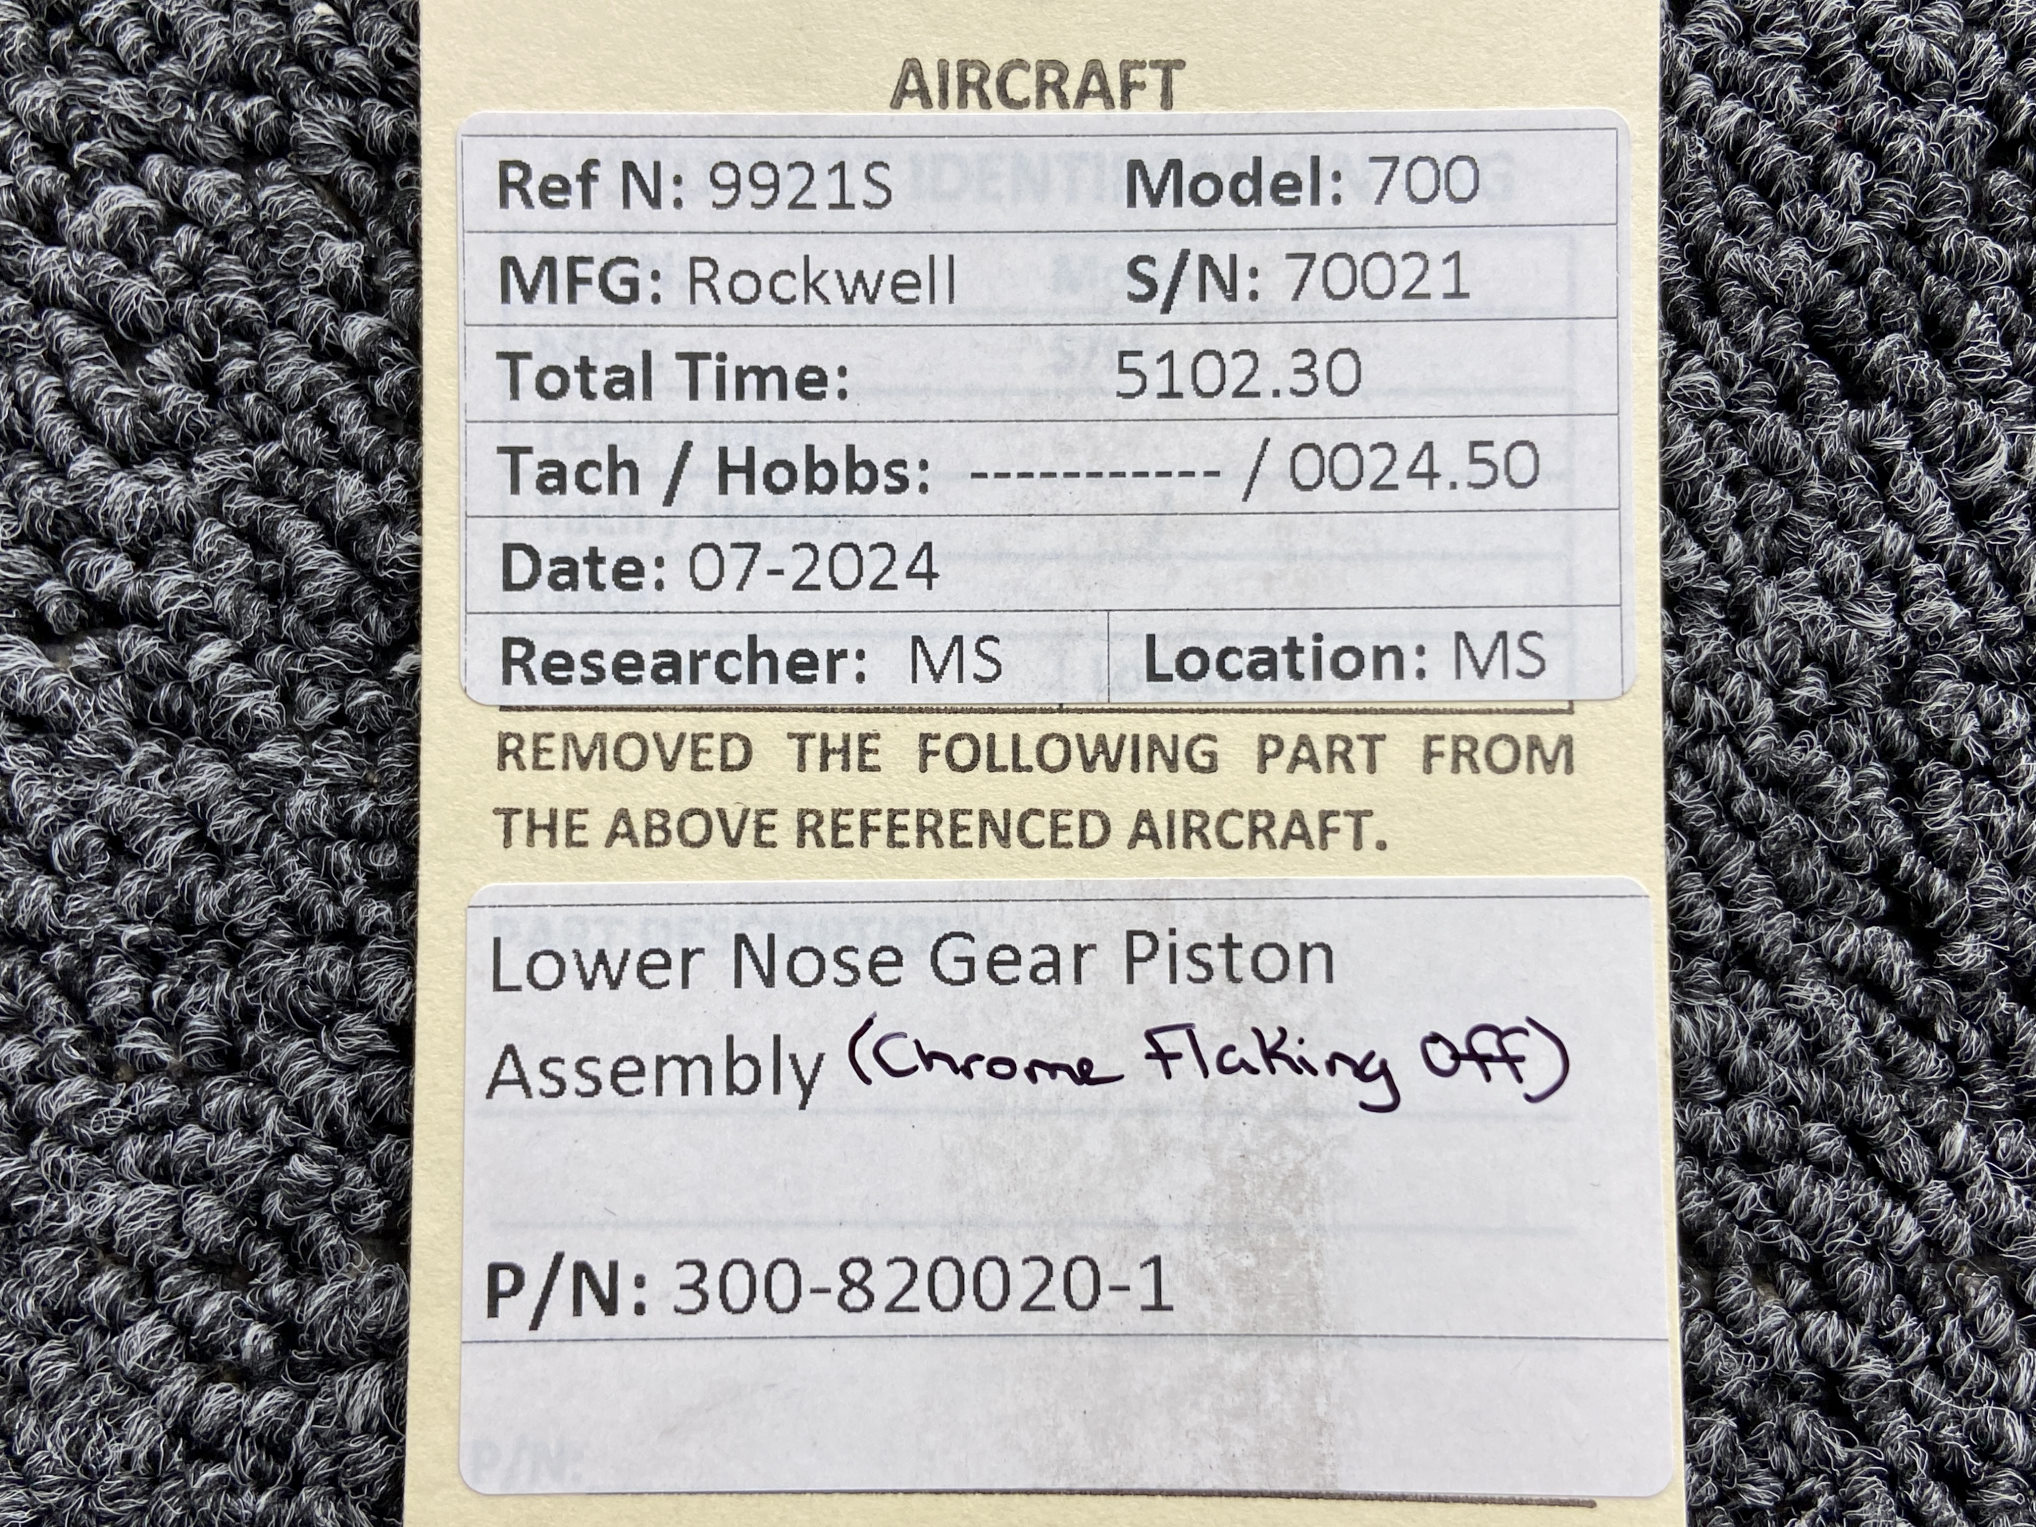 AIRCRAFT
Ref N: 9921S Model: 700
MFG: Rockwell S/N: 70021
Total Time: 5102.30
Tach / Hobbs: ----------- / 0024.50
Date: 07-2024
Researcher: MS Location: MS
REMOVED THE FOLLOWING PART FROM
THE ABOVE REFERENCED AIRCRAFT.
PART DESCRIPTION:
Lower Nose Gear Piston
Assembly (Chrome Flaking Off)
P/N: 300-820020-1
P/N: